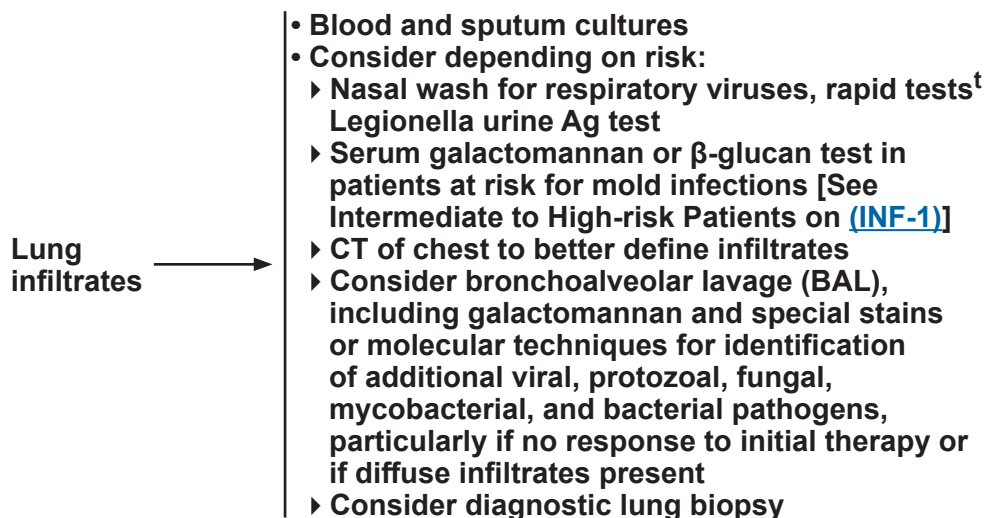 • Blood and sputum cultures
• Consider depending on risk:
▸ Nasal wash for respiratory viruses, rapid testsᵗ
Legionella urine Ag test
▸ Serum galactomannan or β-glucan test in
patients at risk for mold infections [See
Intermediate to High-risk Patients on (INF-1)]
Lung
infiltrates
▸ CT of chest to better define infiltrates
▸ Consider bronchoalveolar lavage (BAL),
including galactomannan and special stains
or molecular techniques for identification
of additional viral, protozoal, fungal,
mycobacterial, and bacterial pathogens,
particularly if no response to initial therapy or
if diffuse infiltrates present
▸ Consider diagnostic lung biopsy